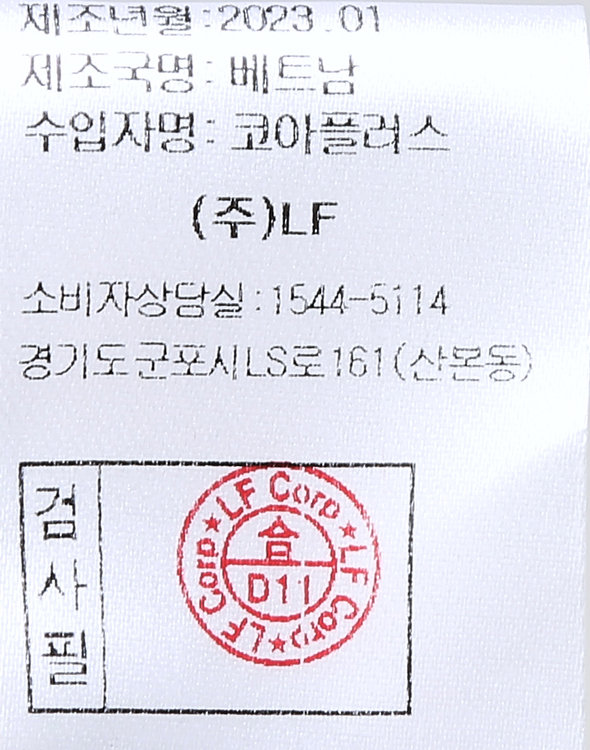 제조년월:2023.01
제조국명: 베트남
수입자명: 코아플러스
(주)LF
소비자상담실:1544-5114
경기도군포시LS로161(산본동)
검사필
LF Corp★LF Corp★LF Corp★
合
D11